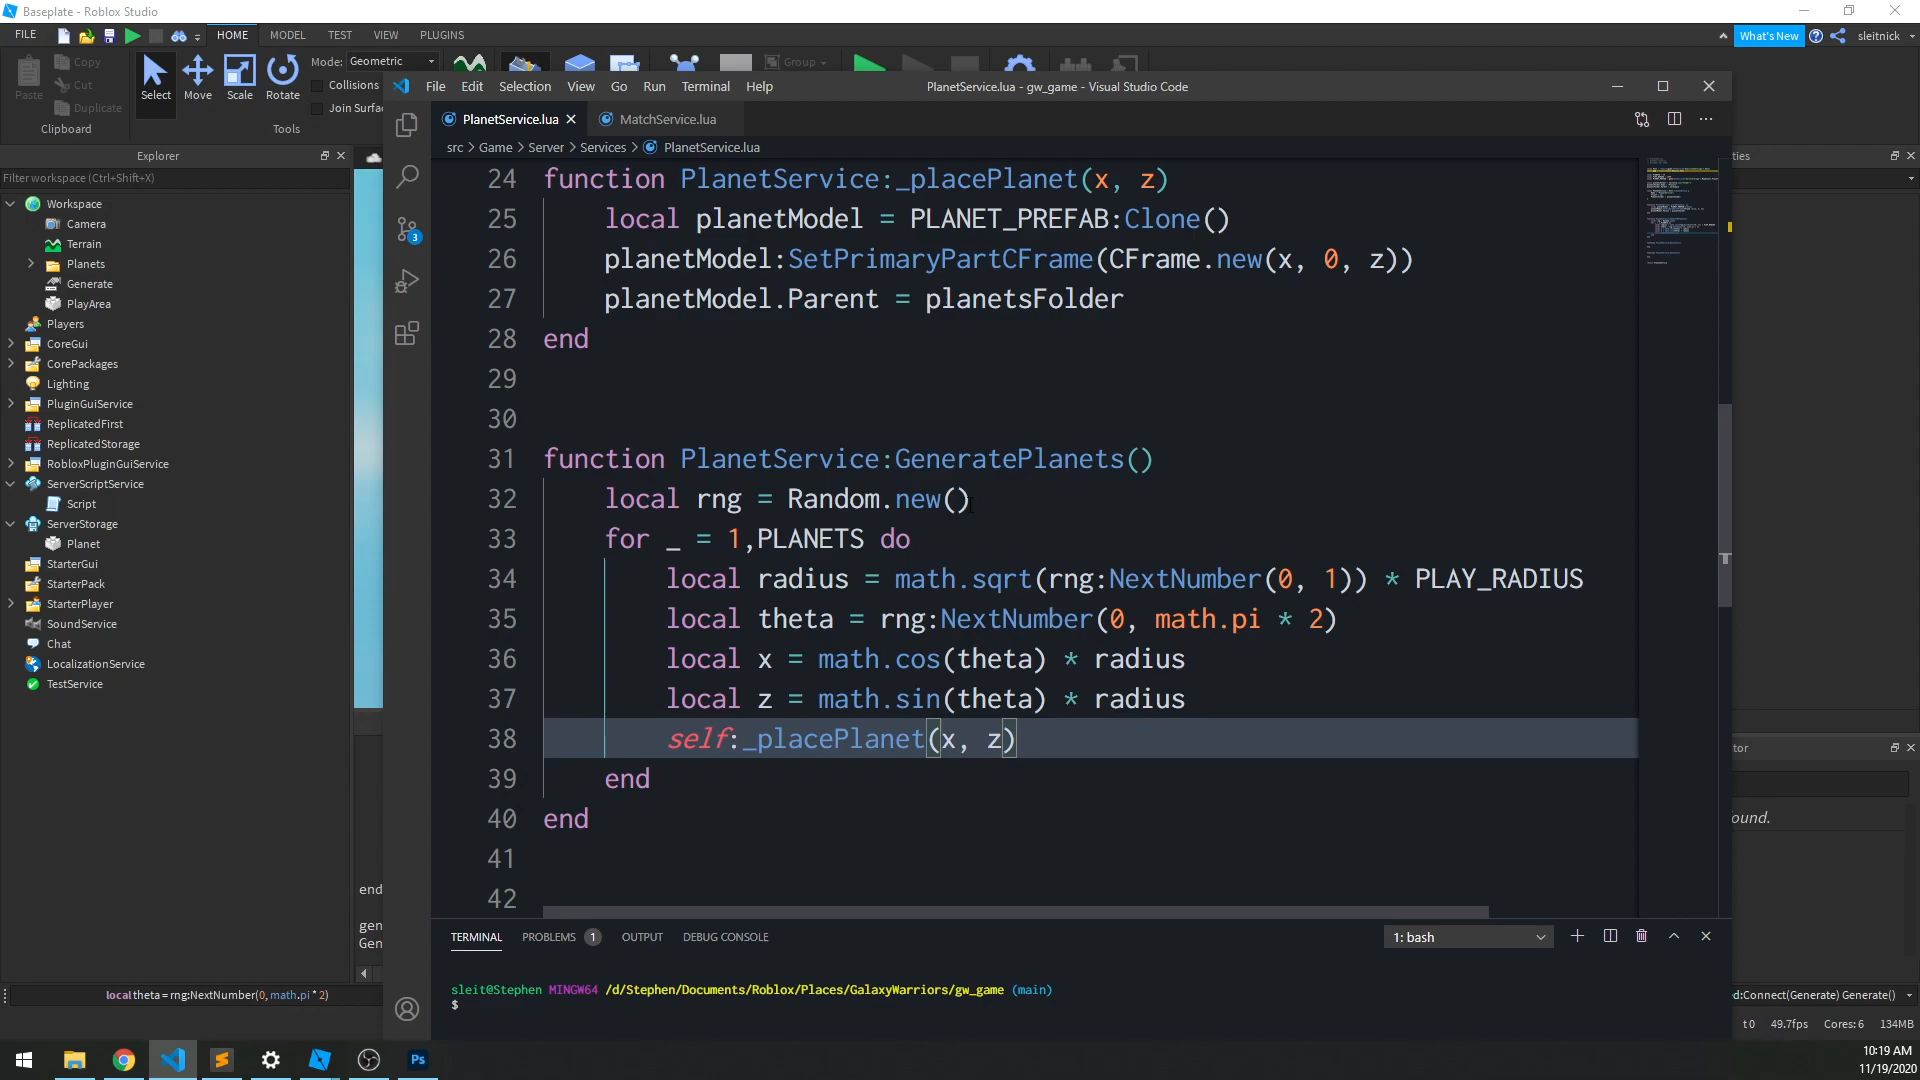 Baseplate - Roblox Studio
FILE
HOME
MODEL
TEST
VIEW
PLUGINS
What's New
sleitnick
Paste
Copy
Cut
Duplicate
Clipboard
Select
Move
Scale
Rotate
Mode: Geometric
Collisions
Join Surfa
Tools
Group
File Edit Selection View Go Run Terminal Help
PlanetService.lua - gw_game - Visual Studio Code
Explorer
Filter workspace (Ctrl+Shift+X)
Workspace
Camera
Terrain
Planets
Generate
PlayArea
Players
CoreGui
CorePackages
Lighting
PluginGuiService
ReplicatedFirst
ReplicatedStorage
RobloxPluginGuiService
ServerScriptService
Script
ServerStorage
Planet
StarterGui
StarterPack
StarterPlayer
SoundService
Chat
LocalizationService
TestService
3
PlanetService.lua
MatchService.lua
src > Game > Server > Services > PlanetService.lua
24 function PlanetService:_placePlanet(x, z)
25 local planetModel = PLANET_PREFAB:Clone()
26 planetModel:SetPrimaryPartCFrame(CFrame.new(x, 0, z))
27 planetModel.Parent = planetsFolder
28 end
29
30
31 function PlanetService:GeneratePlanets()
32 local rng = Random.new()
33 for _ = 1,PLANETS do
34 local radius = math.sqrt(rng:NextNumber(0, 1)) * PLAY_RADIUS
35 local theta = rng:NextNumber(0, math.pi * 2)
36 local x = math.cos(theta) * radius
37 local z = math.sin(theta) * radius
38 self:_placePlanet(x, z)
39 end
40 end
41
42
ties
tor
ound.
end
gen
Gen
TERMINAL
PROBLEMS 1
OUTPUT
DEBUG CONSOLE
1: bash
sleit@Stephen MINGW64 /d/Stephen/Documents/Roblox/Places/GalaxyWarriors/gw_game (main)
$
local theta = rng:NextNumber(0, math.pi * 2)
ed:Connect(Generate) Generate()
t 0 49.7fps Cores: 6 134MB
Ps
10:19 AM
11/19/2020